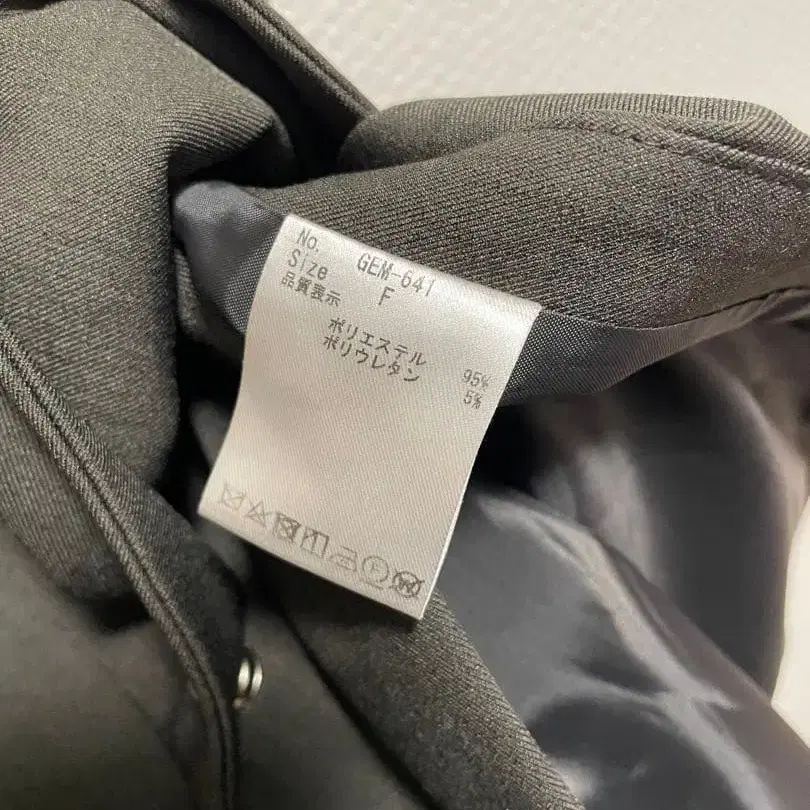 No. GEM-641
Size F
品質表示
ポリエステル 95%
ポリウレタン 5%